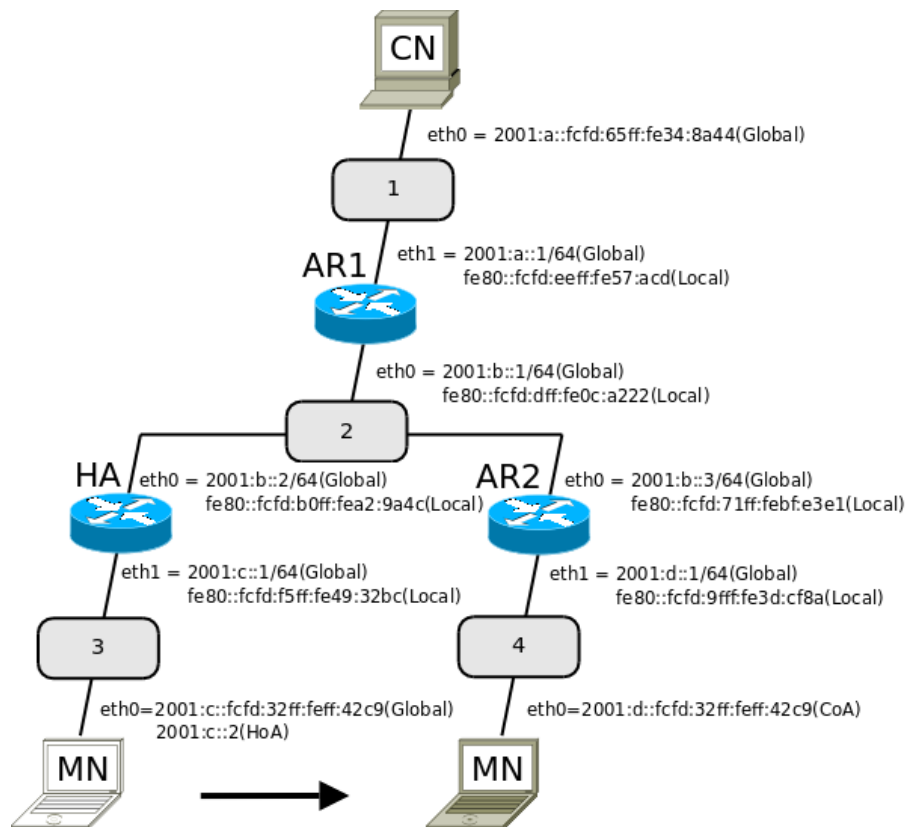 CN
eth0 = 2001:a::fcfd:65ff:fe34:8a44(Global)
1
eth1 = 2001:a::1/64(Global)
AR1
fe80::fcfd:eeff:fe57:acd(Local)
eth0 = 2001:b::1/64(Global)
fe80::fcfd:dff:fe0c:a222(Local)
2
HA
eth0 = 2001:b::2/64(Global)
fe80::fcfd:b0ff:fea2:9a4c(Local)
AR2
eth0 = 2001:b::3/64(Global)
fe80::fcfd:71ff:febf:e3e1(Local)
eth1 = 2001:c::1/64(Global)
fe80::fcfd:f5ff:fe49:32bc(Local)
eth1 = 2001:d::1/64(Global)
fe80::fcfd:9fff:fe3d:cf8a(Local)
3
4
eth0=2001:c::fcfd:32ff:feff:42c9(Global)
2001:c::2(HoA)
eth0=2001:d::fcfd:32ff:feff:42c9(CoA)
MN
MN